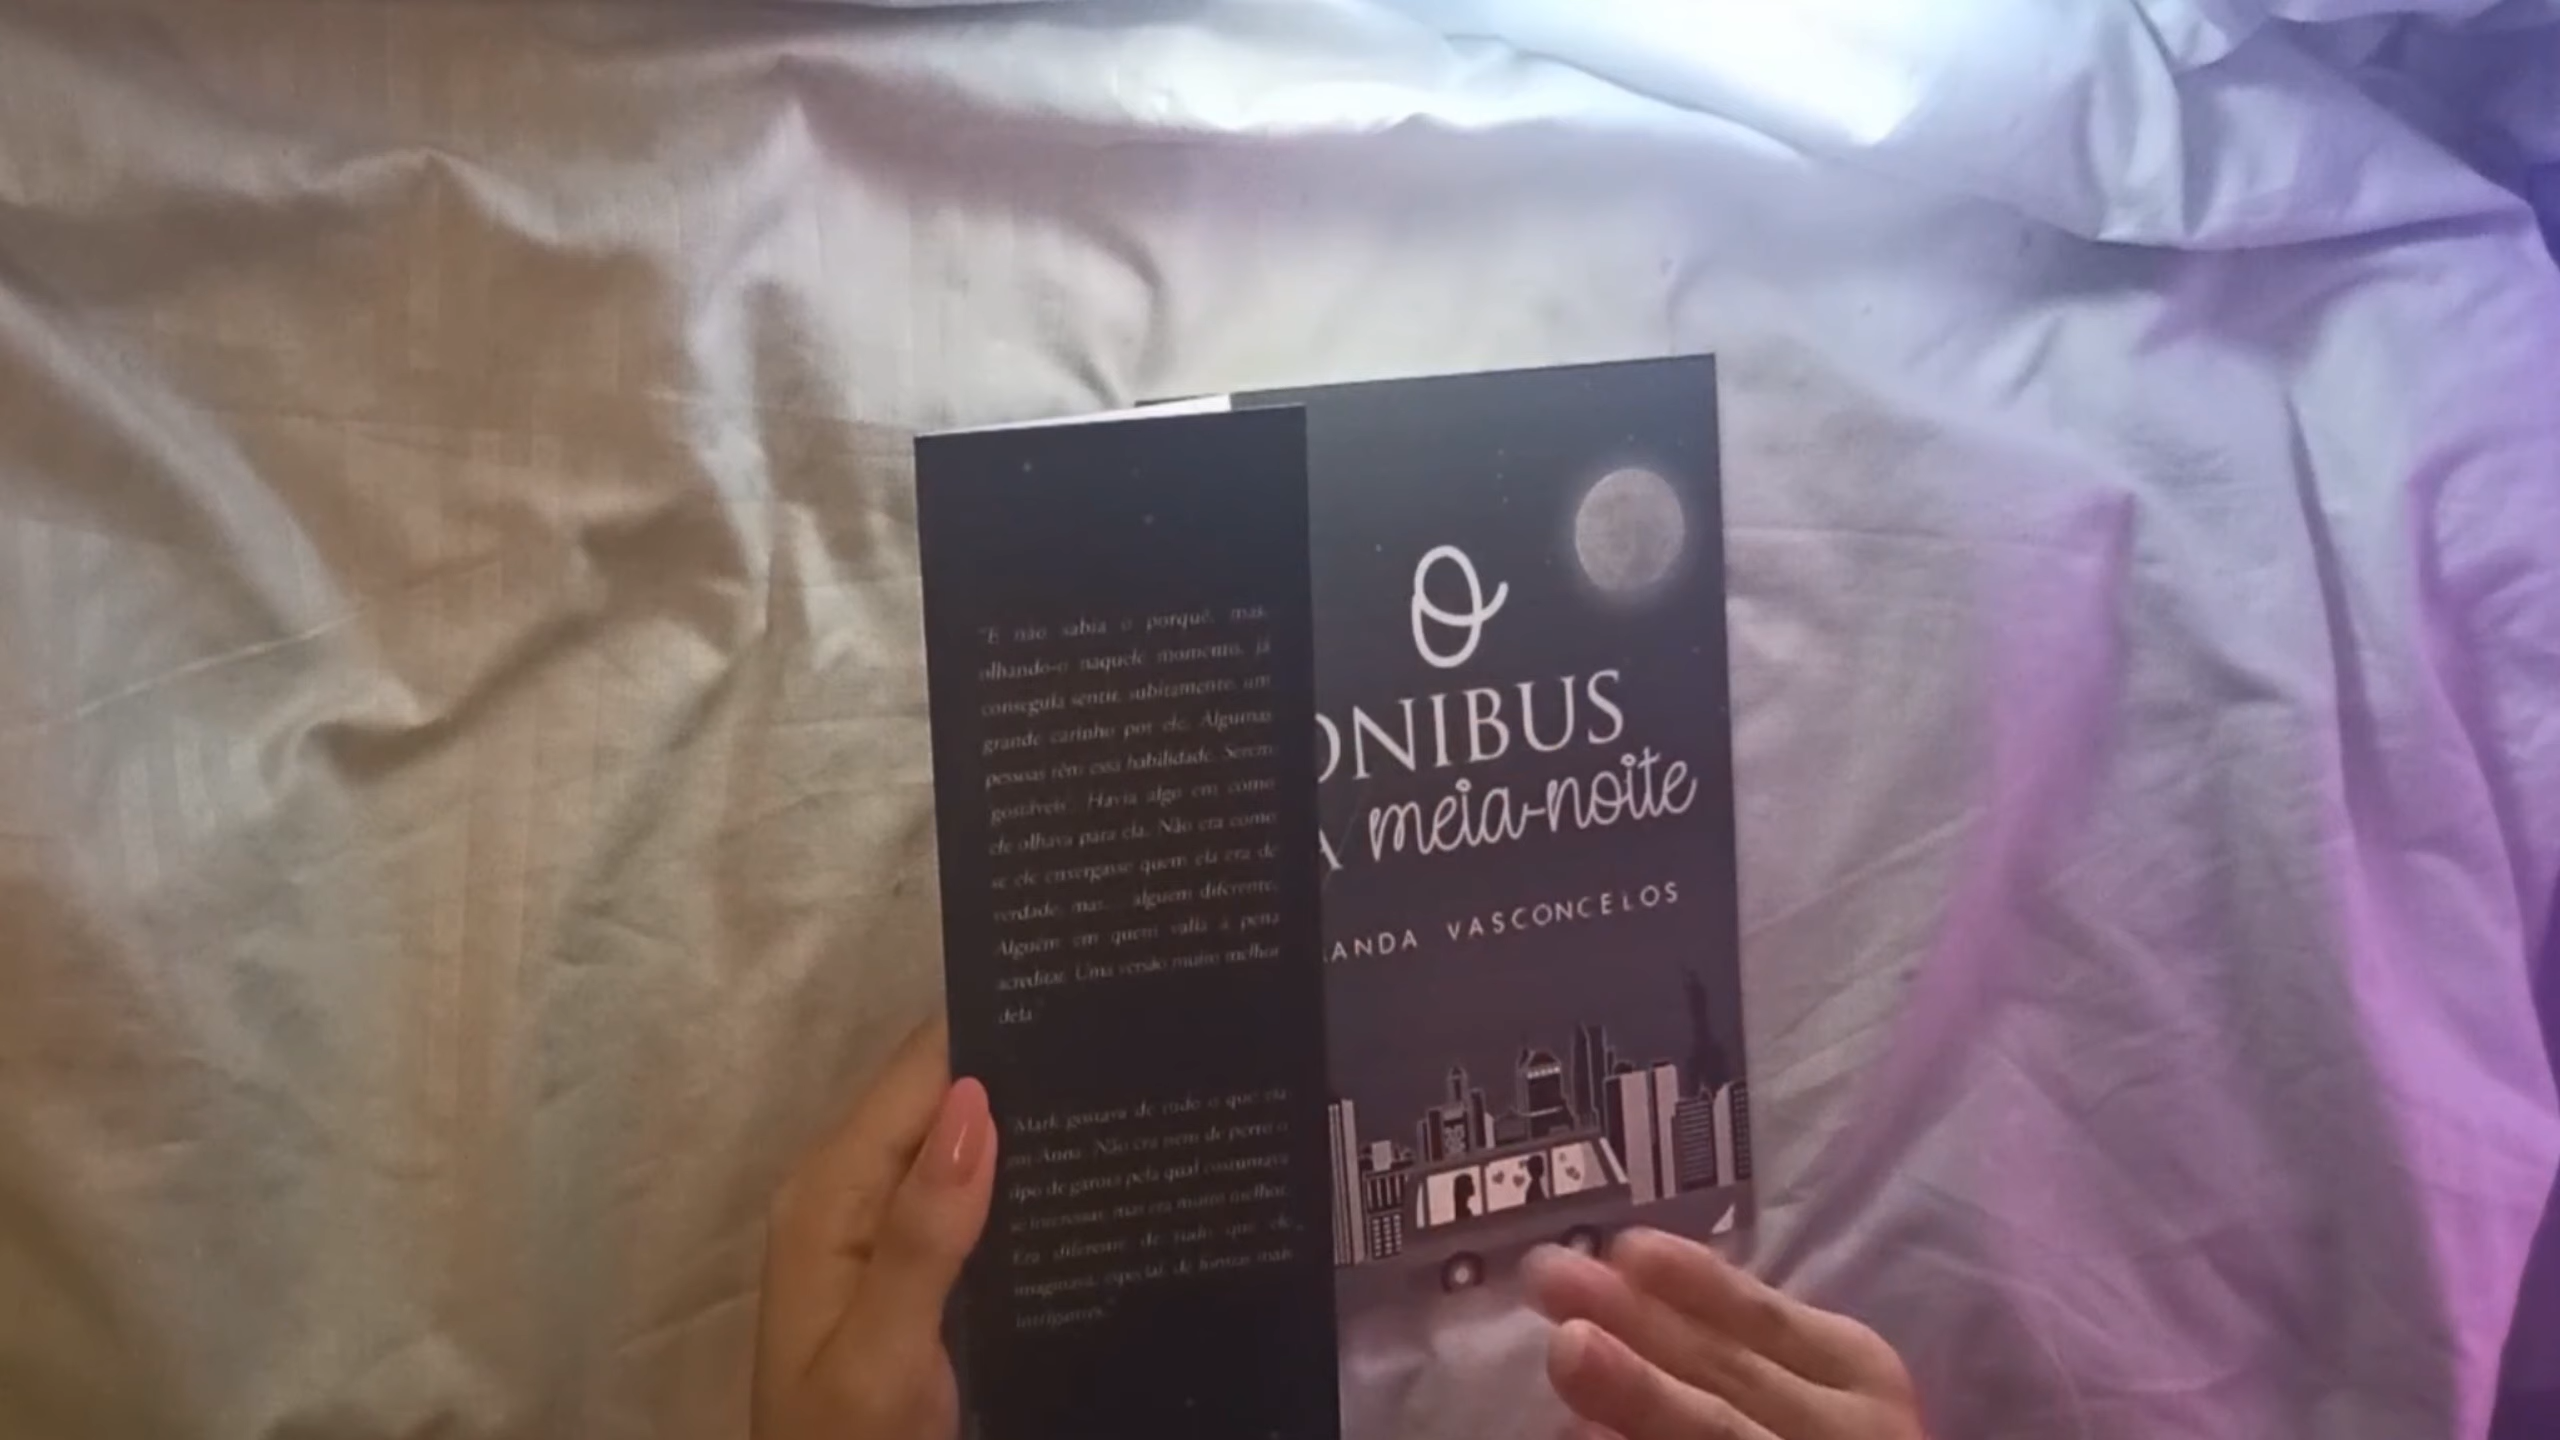 "E não sabia o porquê, mas,
olhando-o naquele momento, já
conseguia sentir, subitamente, um
grande carinho por ele. Algumas
pessoas têm essa habilidade. Serem
'gostáveis'. Havia algo em como
ele olhava para ela. Não era como
se ele enxergasse quem ela era de
verdade, mas... alguém diferente.
Alguém em quem valia a pena
acreditar. Uma versão muito melhor
dela."
"Mark gostava de tudo o que via
em Anna. Não era nem de perto o
tipo de garota pela qual costumava
se interessar, mas era muito melhor.
Era diferente de tudo que ele
imaginava, especial de formas mais
intrigantes."
O
ONIBUS
A meia-noite
ANDA VASCONCELOS